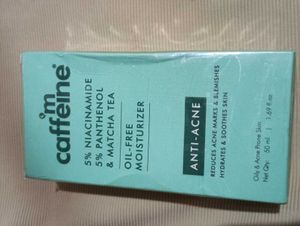 m
caffeine®
5% NIACINAMIDE
5% PANTHENOL
& MATCHA TEA
OIL-FREE
MOISTURIZER
ANTI-ACNE
REDUCES ACNE MARKS & BLEMISHES
HYDRATES & SOOTHES SKIN
Oily & Acne Prone Skin
Net Qty. 50 ml | 1.69 fl.oz